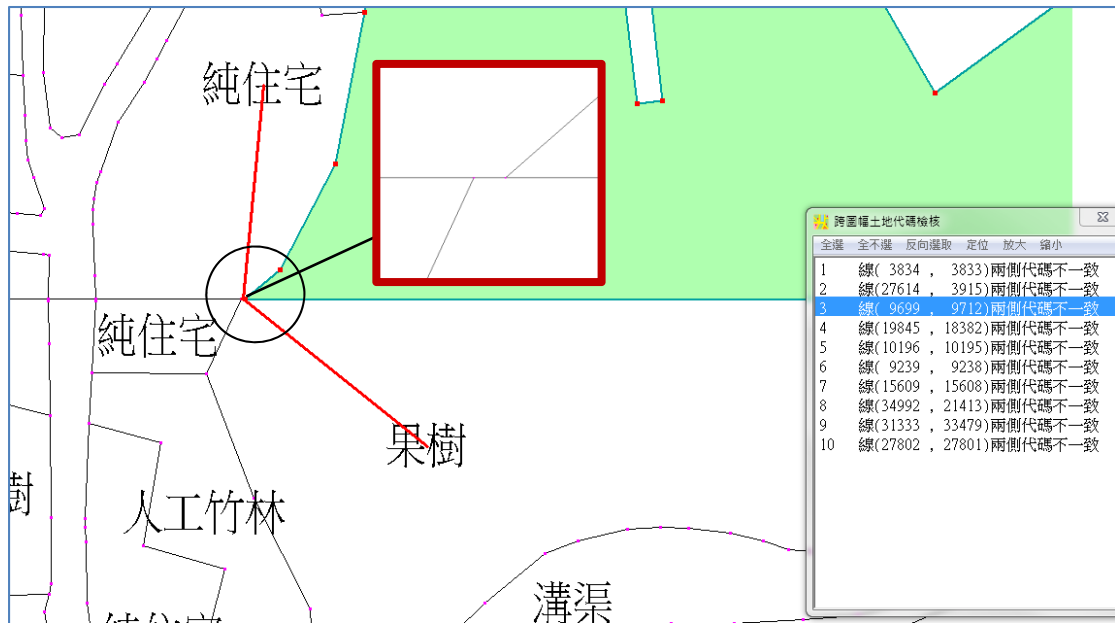 純住宅
純住宅
果樹
樹
人工竹林
溝渠
純住宅
跨圖幅土地代碼檢核
全選 全不選 反向選取 定位 放大 縮小
1 線( 3834 , 3833)兩側代碼不一致
2 線(27614 , 3915)兩側代碼不一致
3 線( 9699 , 9712)兩側代碼不一致
4 線(19845 , 18382)兩側代碼不一致
5 線(10196 , 10195)兩側代碼不一致
6 線( 9239 , 9238)兩側代碼不一致
7 線(15609 , 15608)兩側代碼不一致
8 線(34992 , 21413)兩側代碼不一致
9 線(31333 , 33479)兩側代碼不一致
10 線(27802 , 27801)兩側代碼不一致